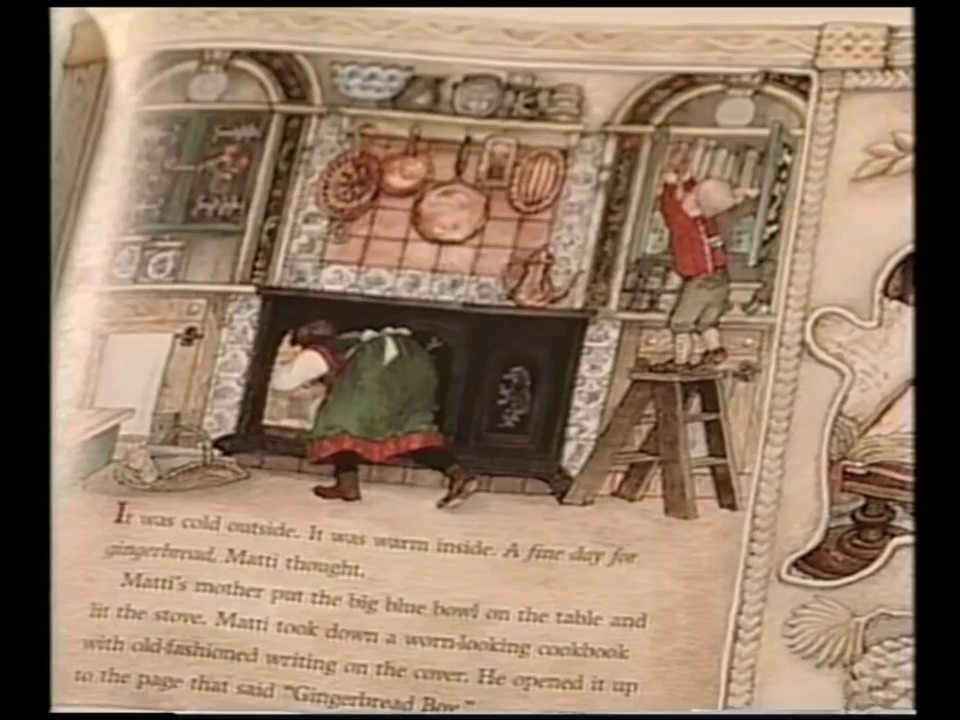 It was cold outside. It was warm inside. A fine day for
gingerbread, Matti thought.
Matti's mother put the big blue bowl on the table and
lit the stove. Matti took down a worn-looking cookbook
with old-fashioned writing on the cover. He opened it up
to the page that said "Gingerbread Boy."